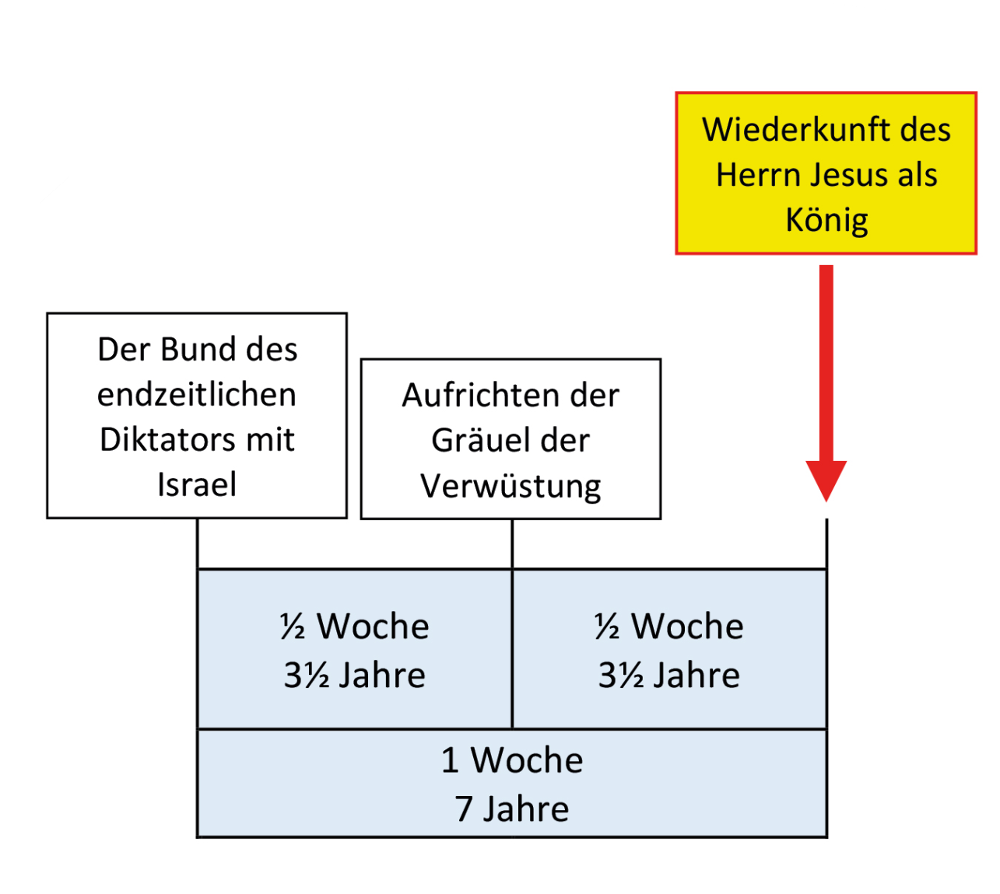 Wiederkunft des
Herrn Jesus als
König
Der Bund des
endzeitlichen
Diktators mit
Israel
Aufrichten der
Gräuel der
Verwüstung
½ Woche
3½ Jahre
½ Woche
3½ Jahre
1 Woche
7 Jahre